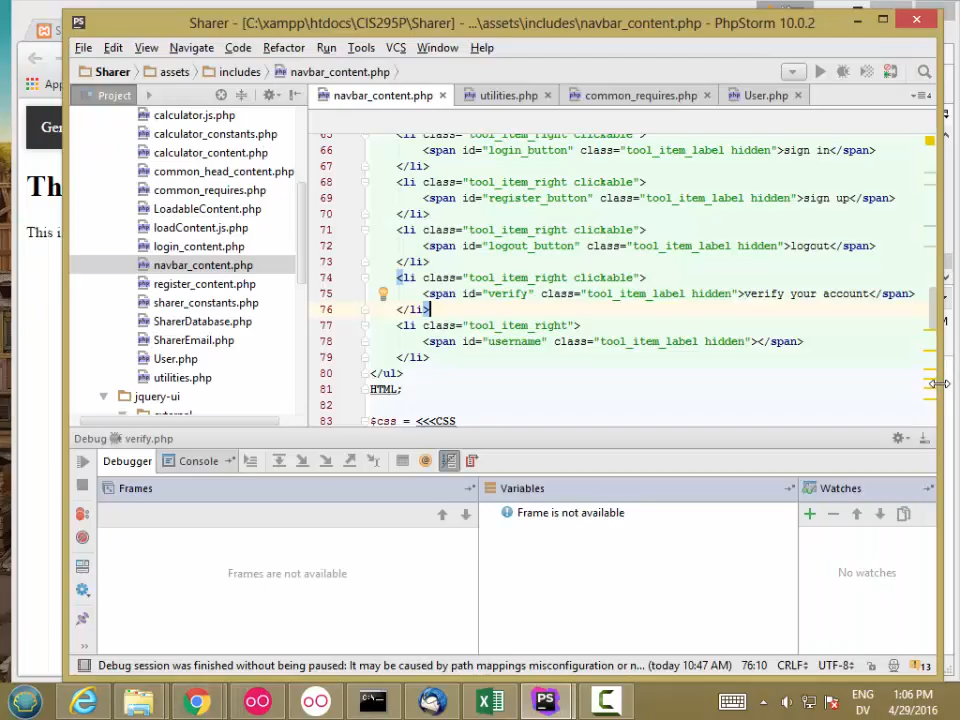 Sharer - [C:\xampp\htdocs\CIS295P\Sharer] - ...\assets\includes\navbar_content.php - PhpStorm 10.0.2
File Edit View Navigate Code Refactor Run Tools VCS Window Help
Sharer assets includes navbar_content.php
Project
navbar_content.php utilities.php common_requires.php User.php
calculator.js.php
calculator_constants.php
calculator_content.php
common_head_content.php
common_requires.php
LoadableContent.php
loadContent.js.php
login_content.php
navbar_content.php
register_content.php
sharer_constants.php
SharerDatabase.php
SharerEmail.php
User.php
utilities.php
jquery-ui
65 <li class="tool_item_right clickable">
66 <span id="login_button" class="tool_item_label hidden">sign in</span>
67 </li>
68 <li class="tool_item_right clickable">
69 <span id="register_button" class="tool_item_label hidden">sign up</span>
70 </li>
71 <li class="tool_item_right clickable">
72 <span id="logout_button" class="tool_item_label hidden">logout</span>
73 </li>
74 <li class="tool_item_right clickable">
75 <span id="verify" class="tool_item_label hidden">verify your account</span>
76 </li>
77 <li class="tool_item_right">
78 <span id="username" class="tool_item_label hidden"></span>
79 </li>
80 </ul>
81 HTML;
82
83 $css = <<<CSS
App
Ger
Th
This i
Debug verify.php
Debugger Console
Frames
Variables
Watches
Frame is not available
Frames are not available
No watches
Debug session was finished without being paused: It may be caused by path mappings misconfiguration or n... (today 10:47 AM) 76:10 CRLF UTF-8 13
ENG
DV
1:06 PM
4/29/2016